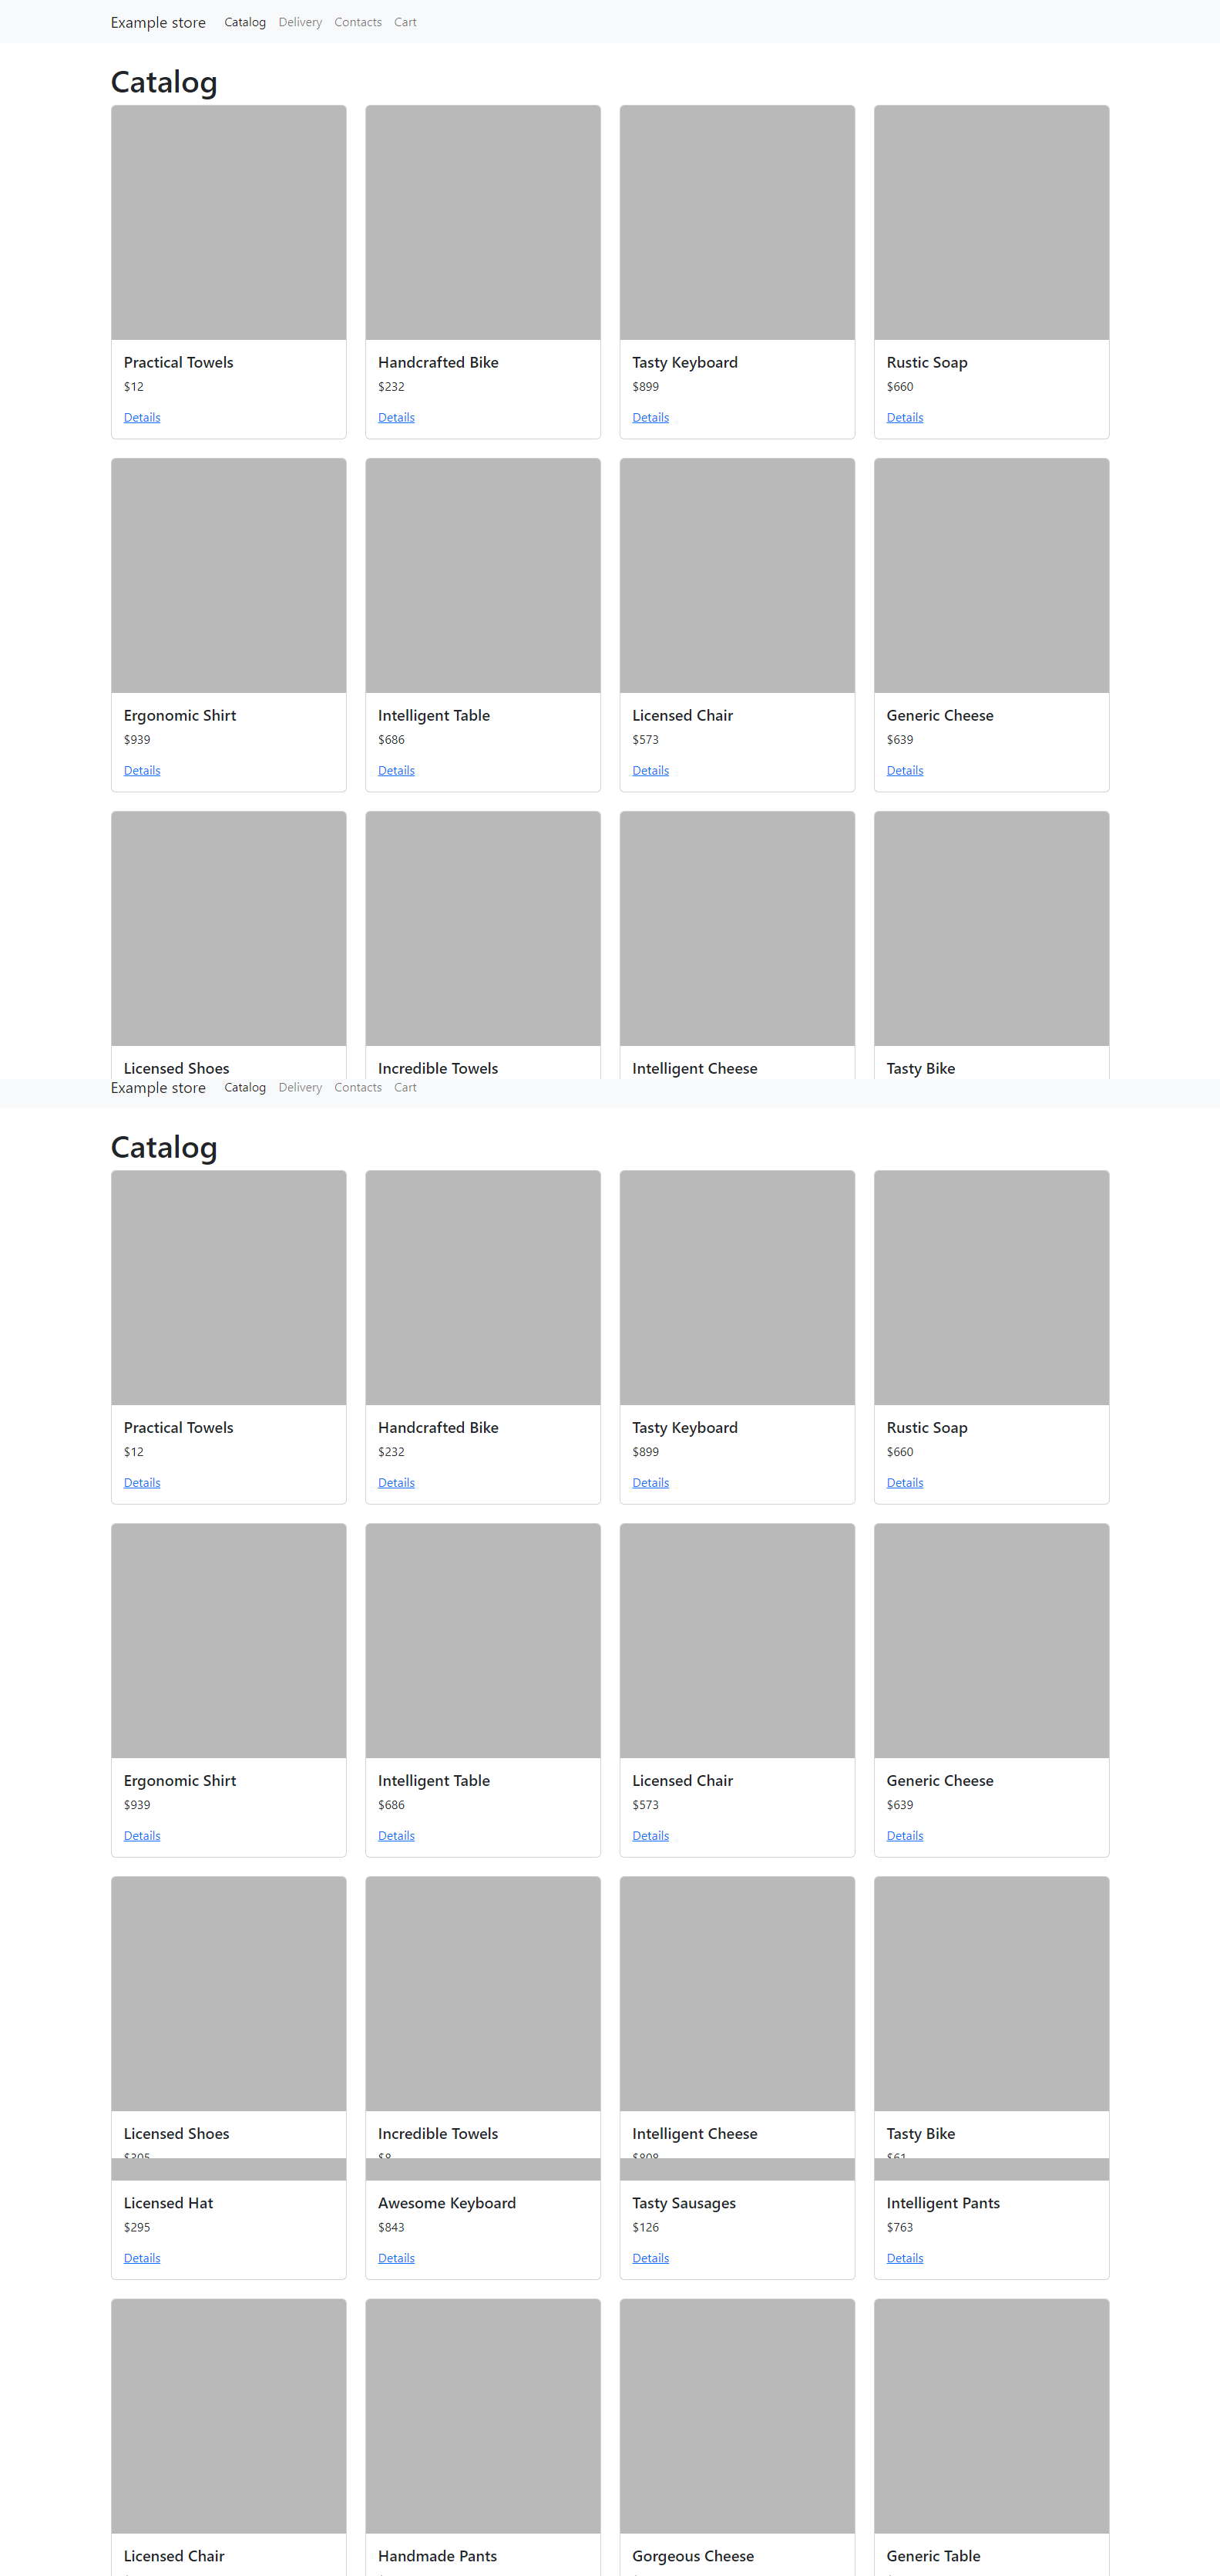 Example store Catalog Delivery Contacts Cart
Catalog
Practical Towels Handcrafted Bike Tasty Keyboard Rustic Soap
$12 $232 $899 $660
Details Details Details Details
Ergonomic Shirt Intelligent Table Licensed Chair Generic Cheese
$939 $686 $573 $639
Details Details Details Details
Licensed Shoes Incredible Towels Intelligent Cheese Tasty Bike
Example store Catalog Delivery Contacts Cart
Catalog
Practical Towels Handcrafted Bike Tasty Keyboard Rustic Soap
$12 $232 $899 $660
Details Details Details Details
Ergonomic Shirt Intelligent Table Licensed Chair Generic Cheese
$939 $686 $573 $639
Details Details Details Details
Licensed Shoes Incredible Towels Intelligent Cheese Tasty Bike
Licensed Hat Awesome Keyboard Tasty Sausages Intelligent Pants
$295 $843 $126 $763
Details Details Details Details
Licensed Chair Handmade Pants Gorgeous Cheese Generic Table